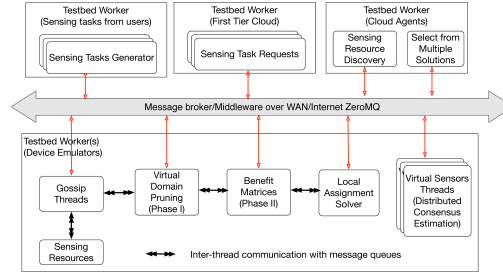 Testbed Worker
(Sensing tasks from users)
Sensing Tasks Generator
Testbed Worker
(First Tier Cloud)
Sensing Task Requests
Testbed Worker
(Cloud Agents)
Sensing
Resource
Discovery
Select from
Multiple
Solutions
Message broker/Middleware over WAN/Internet ZeroMQ
Testbed Worker(s)
(Device Emulators)
Gossip
Threads
Virtual
Domain
Pruning
(Phase I)
Benefit
Matrices
(Phase II)
Local
Assignment
Solver
Virtual Sensors
Threads
(Distributed
Consensus
Estimation)
Sensing
Resources
Inter-thread communication with message queues